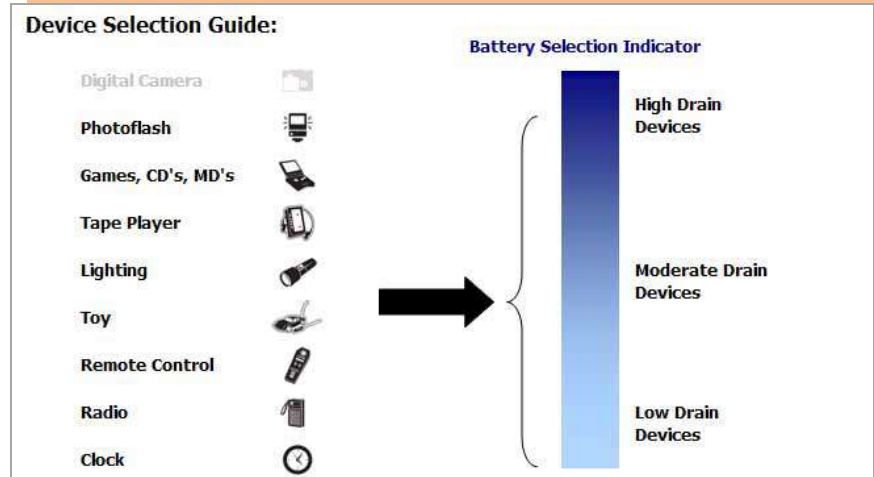 Device Selection Guide:
Battery Selection Indicator
Digital Camera
Photoflash
Games, CD's, MD's
Tape Player
Lighting
Toy
Remote Control
Radio
Clock
High Drain
Devices
Moderate Drain
Devices
Low Drain
Devices